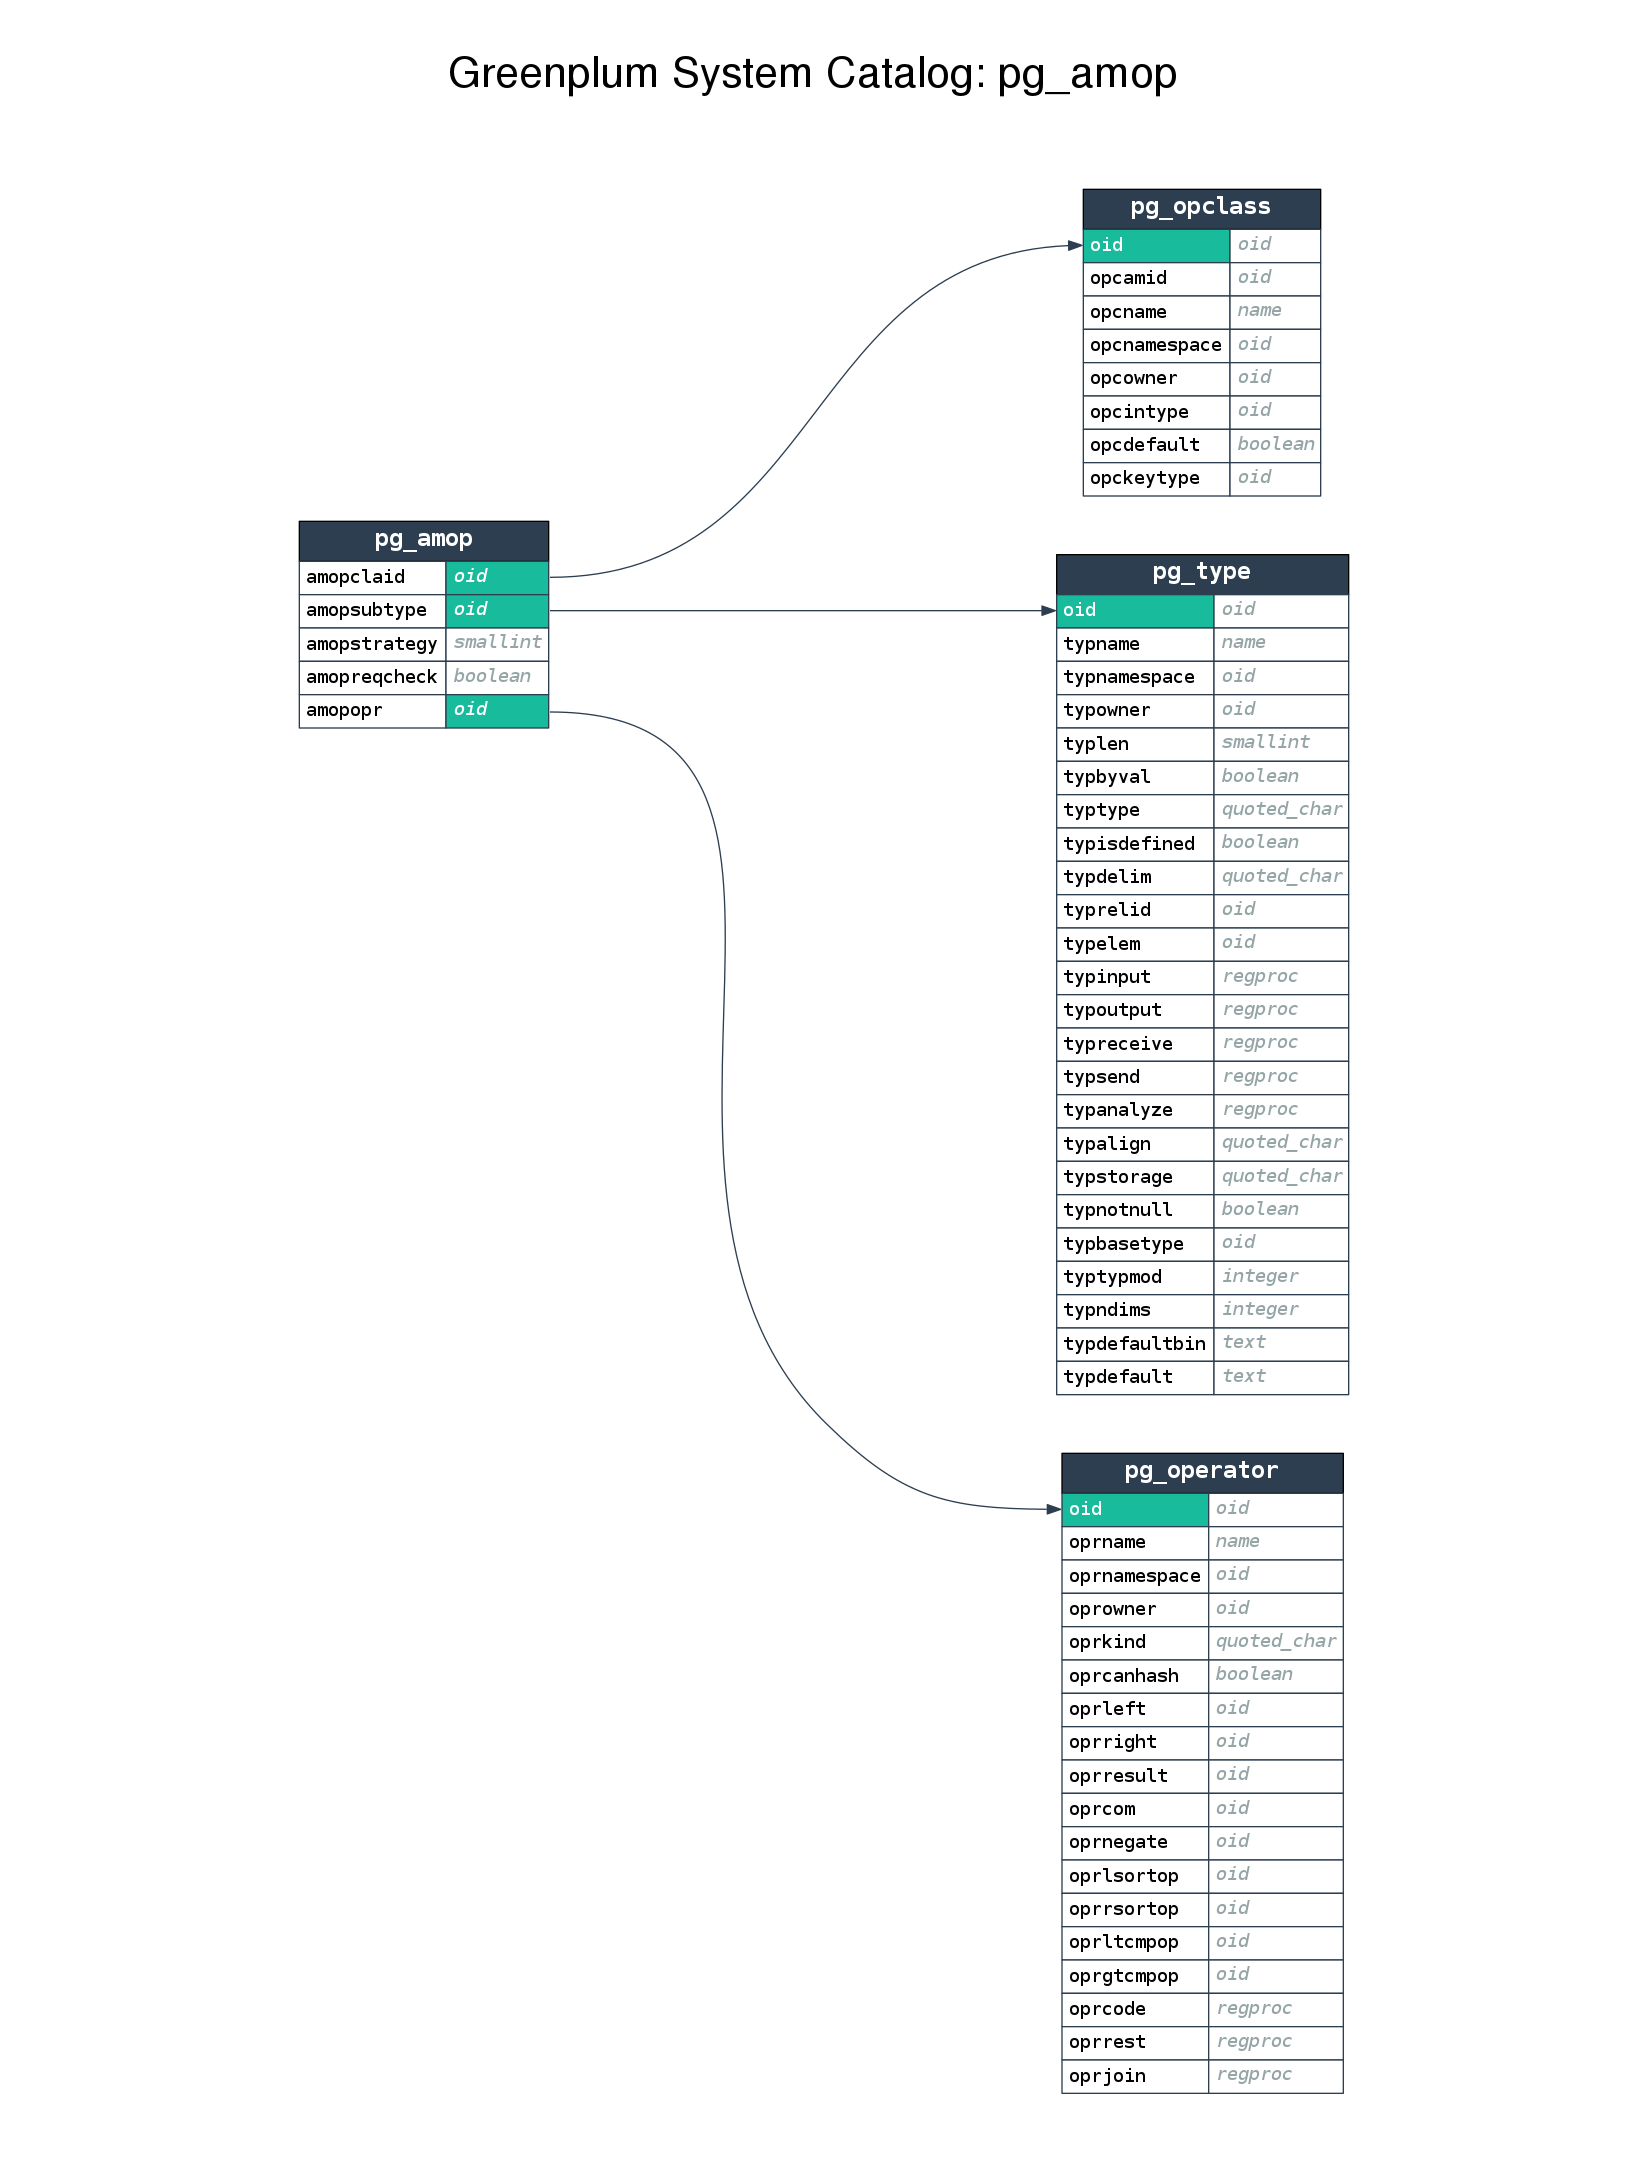 Greenplum System Catalog: pg_amop
pg_amop
amopclaid oid
amopsubtype oid
amopstrategy smallint
amopreqcheck boolean
amopopr oid
pg_opclass
oid oid
opcamid oid
opcname name
opcnamespace oid
opcowner oid
opcintype oid
opcdefault boolean
opckeytype oid
pg_type
oid oid
typname name
typnamespace oid
typowner oid
typlen smallint
typbyval boolean
typtype quoted_char
typisdefined boolean
typdelim quoted_char
typrelid oid
typelem oid
typinput regproc
typoutput regproc
typreceive regproc
typsend regproc
typanalyze regproc
typalign quoted_char
typstorage quoted_char
typnotnull boolean
typbasetype oid
typtypmod integer
typndims integer
typdefaultbin text
typdefault text
pg_operator
oid oid
oprname name
oprnamespace oid
oprowner oid
oprkind quoted_char
oprcanhash boolean
oprleft oid
oprright oid
oprresult oid
oprcom oid
oprnegate oid
oprlsortop oid
oprrsortop oid
oprltcmpop oid
oprgtcmpop oid
oprcode regproc
oprrest regproc
oprjoin regproc